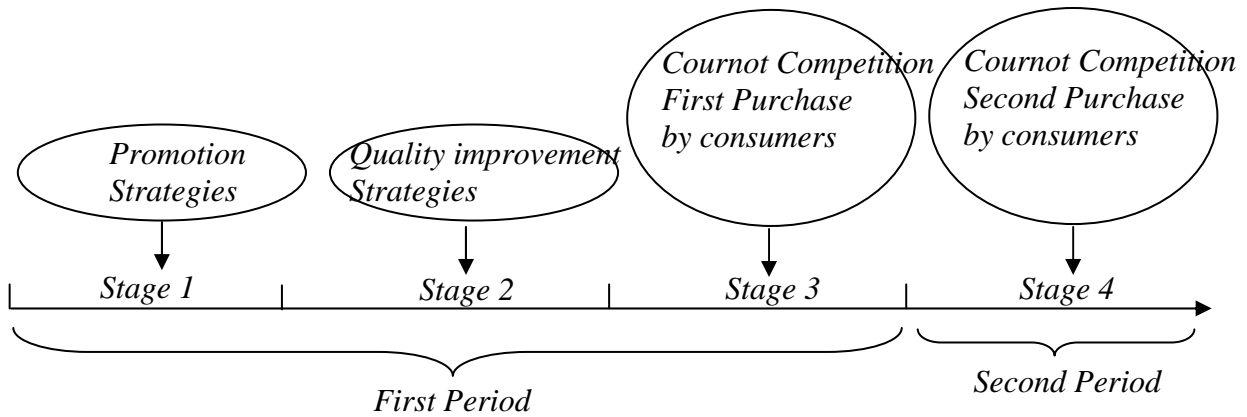 Promotion
Strategies
Quality improvement
Strategies
Cournot Competition
First Purchase
by consumers
Cournot Competition
Second Purchase
by consumers
Stage 1
Stage 2
Stage 3
Stage 4
First Period
Second Period